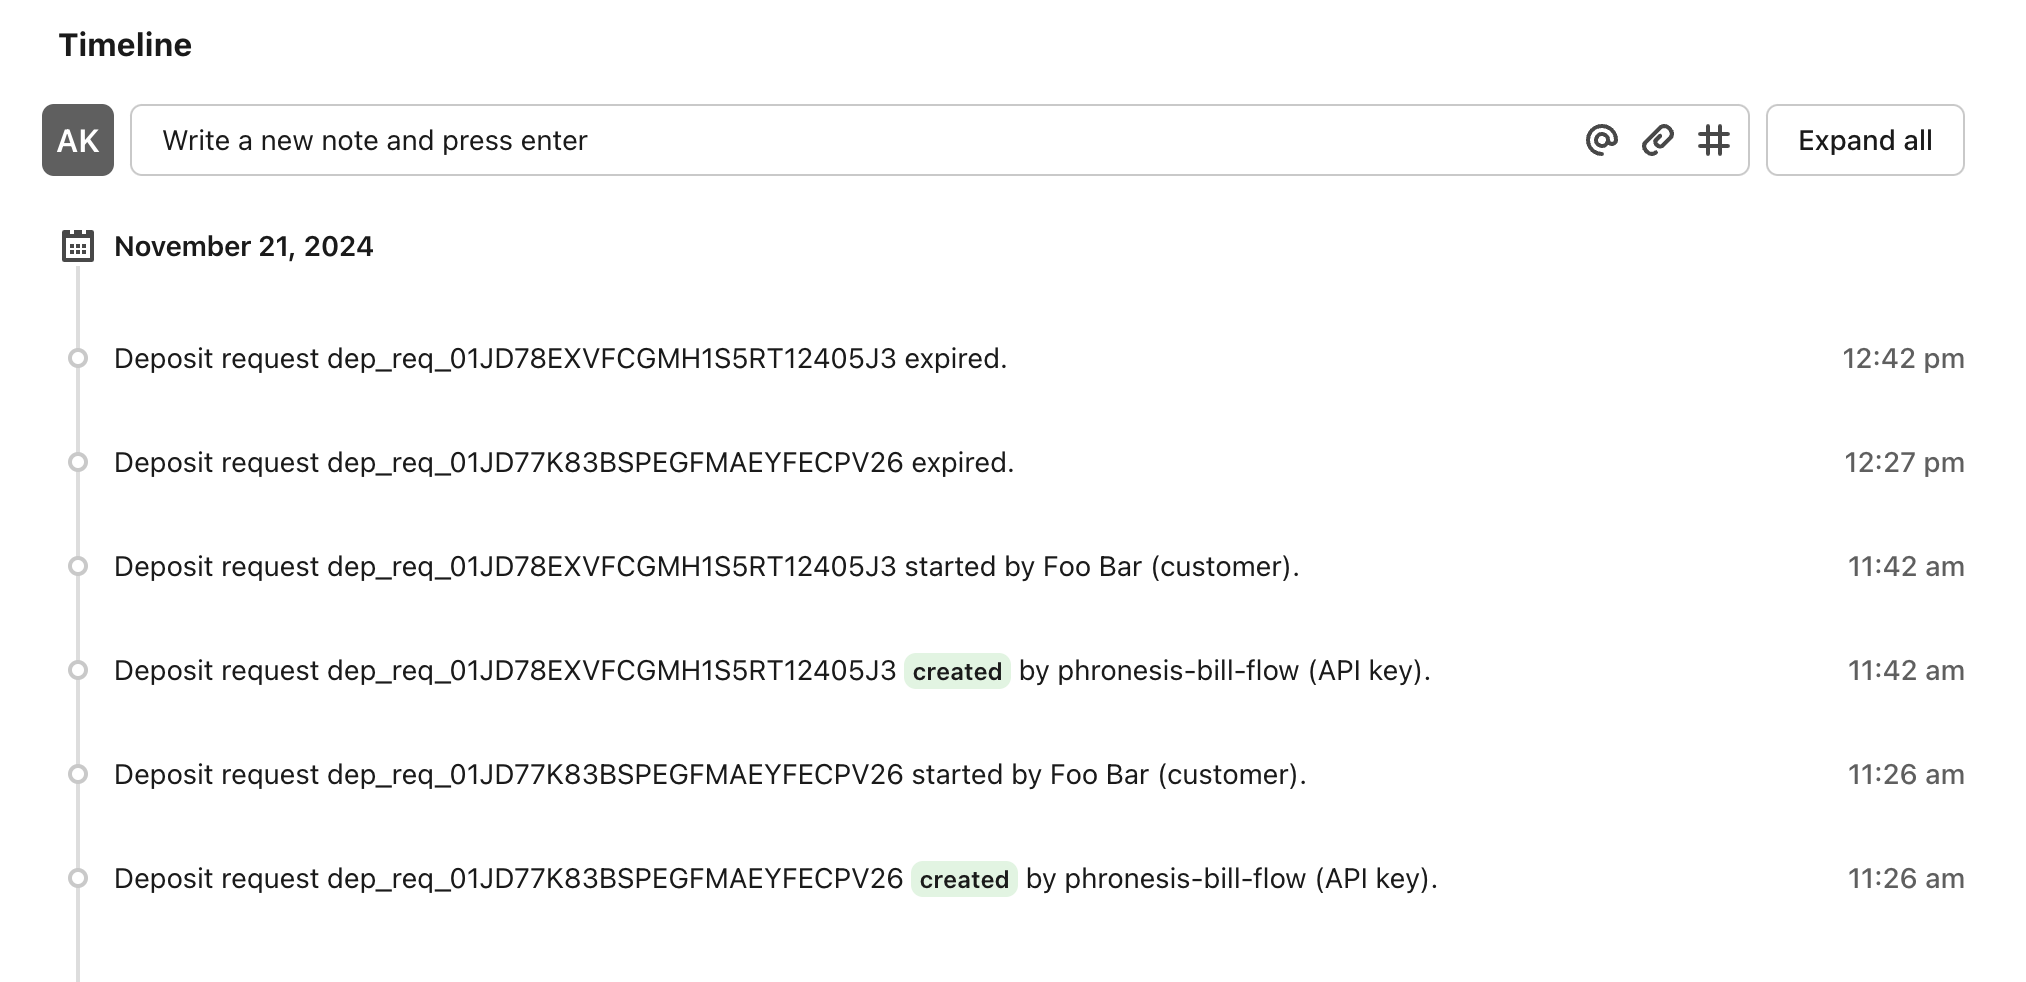 Timeline
AK
Write a new note and press enter
Expand all
November 21, 2024
Deposit request dep_req_01JD78EXVFCGMH1S5RT12405J3 expired. 12:42 pm
Deposit request dep_req_01JD77K83BSPEGFMAEYFECPV26 expired. 12:27 pm
Deposit request dep_req_01JD78EXVFCGMH1S5RT12405J3 started by Foo Bar (customer). 11:42 am
Deposit request dep_req_01JD78EXVFCGMH1S5RT12405J3 created by phronesis-bill-flow (API key). 11:42 am
Deposit request dep_req_01JD77K83BSPEGFMAEYFECPV26 started by Foo Bar (customer). 11:26 am
Deposit request dep_req_01JD77K83BSPEGFMAEYFECPV26 created by phronesis-bill-flow (API key). 11:26 am